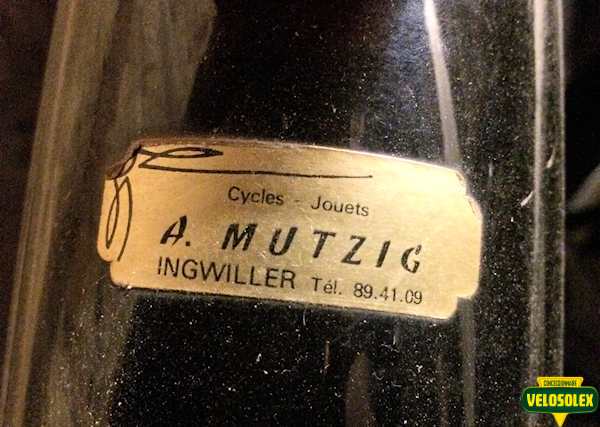 Cycles - Jouets
A. MUTZIG
INGWILLER Tél. 89.41.09
CONCESSIONNAIRE
VELOSOLEX